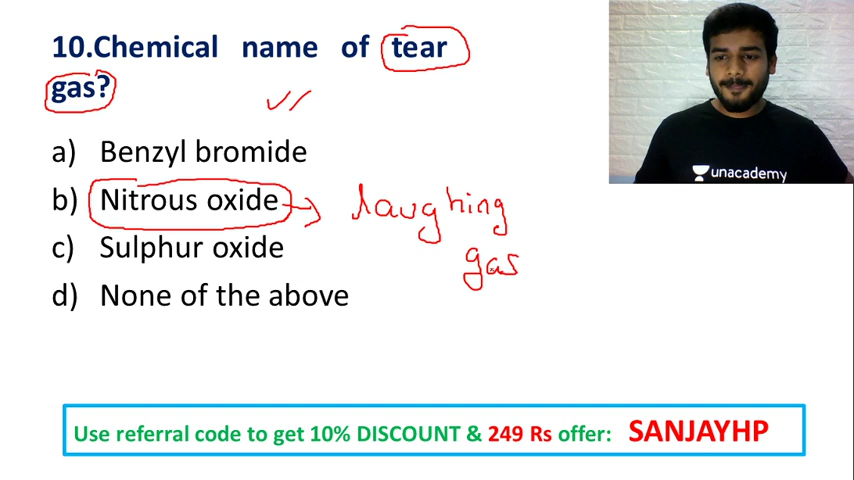 10.Chemical name of tear
gas?
a) Benzyl bromide
b) Nitrous oxide
laughing
gas
c) Sulphur oxide
d) None of the above
unacademy
Use referral code to get 10% DISCOUNT & 249 Rs offer: SANJAYHP